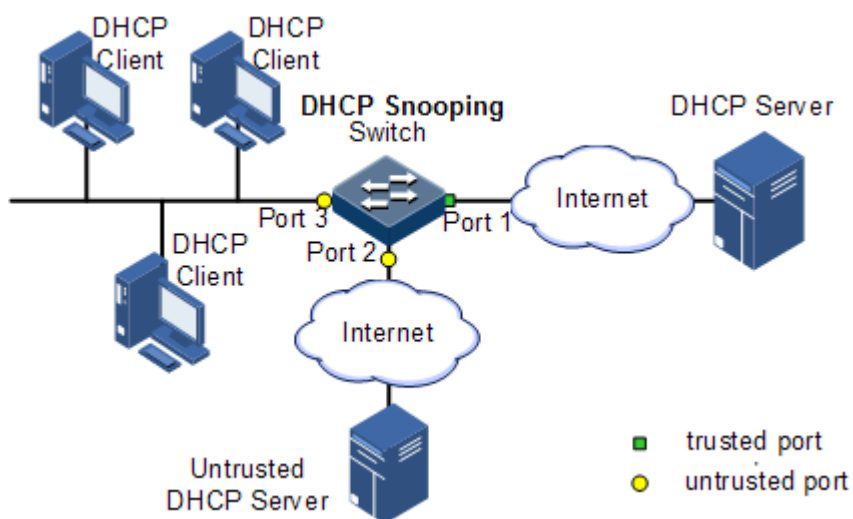 DHCP
Client
DHCP
Client
DHCP Snooping
Switch
DHCP Server
Internet
Port 3
Port 1
Port 2
DHCP
Client
Internet
Untrusted
DHCP Server
trusted port
untrusted port